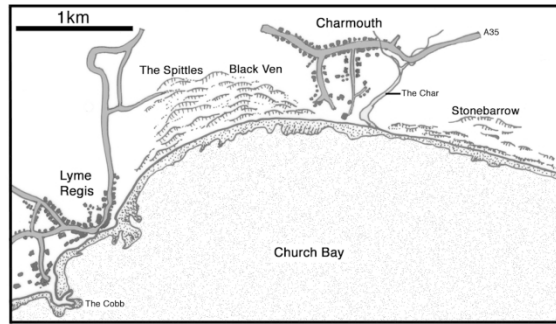 1km
Charmouth
A35
The Spittles
Black Ven
The Char
Stonebarrow
Lyme
Regis
Church Bay
The Cobb